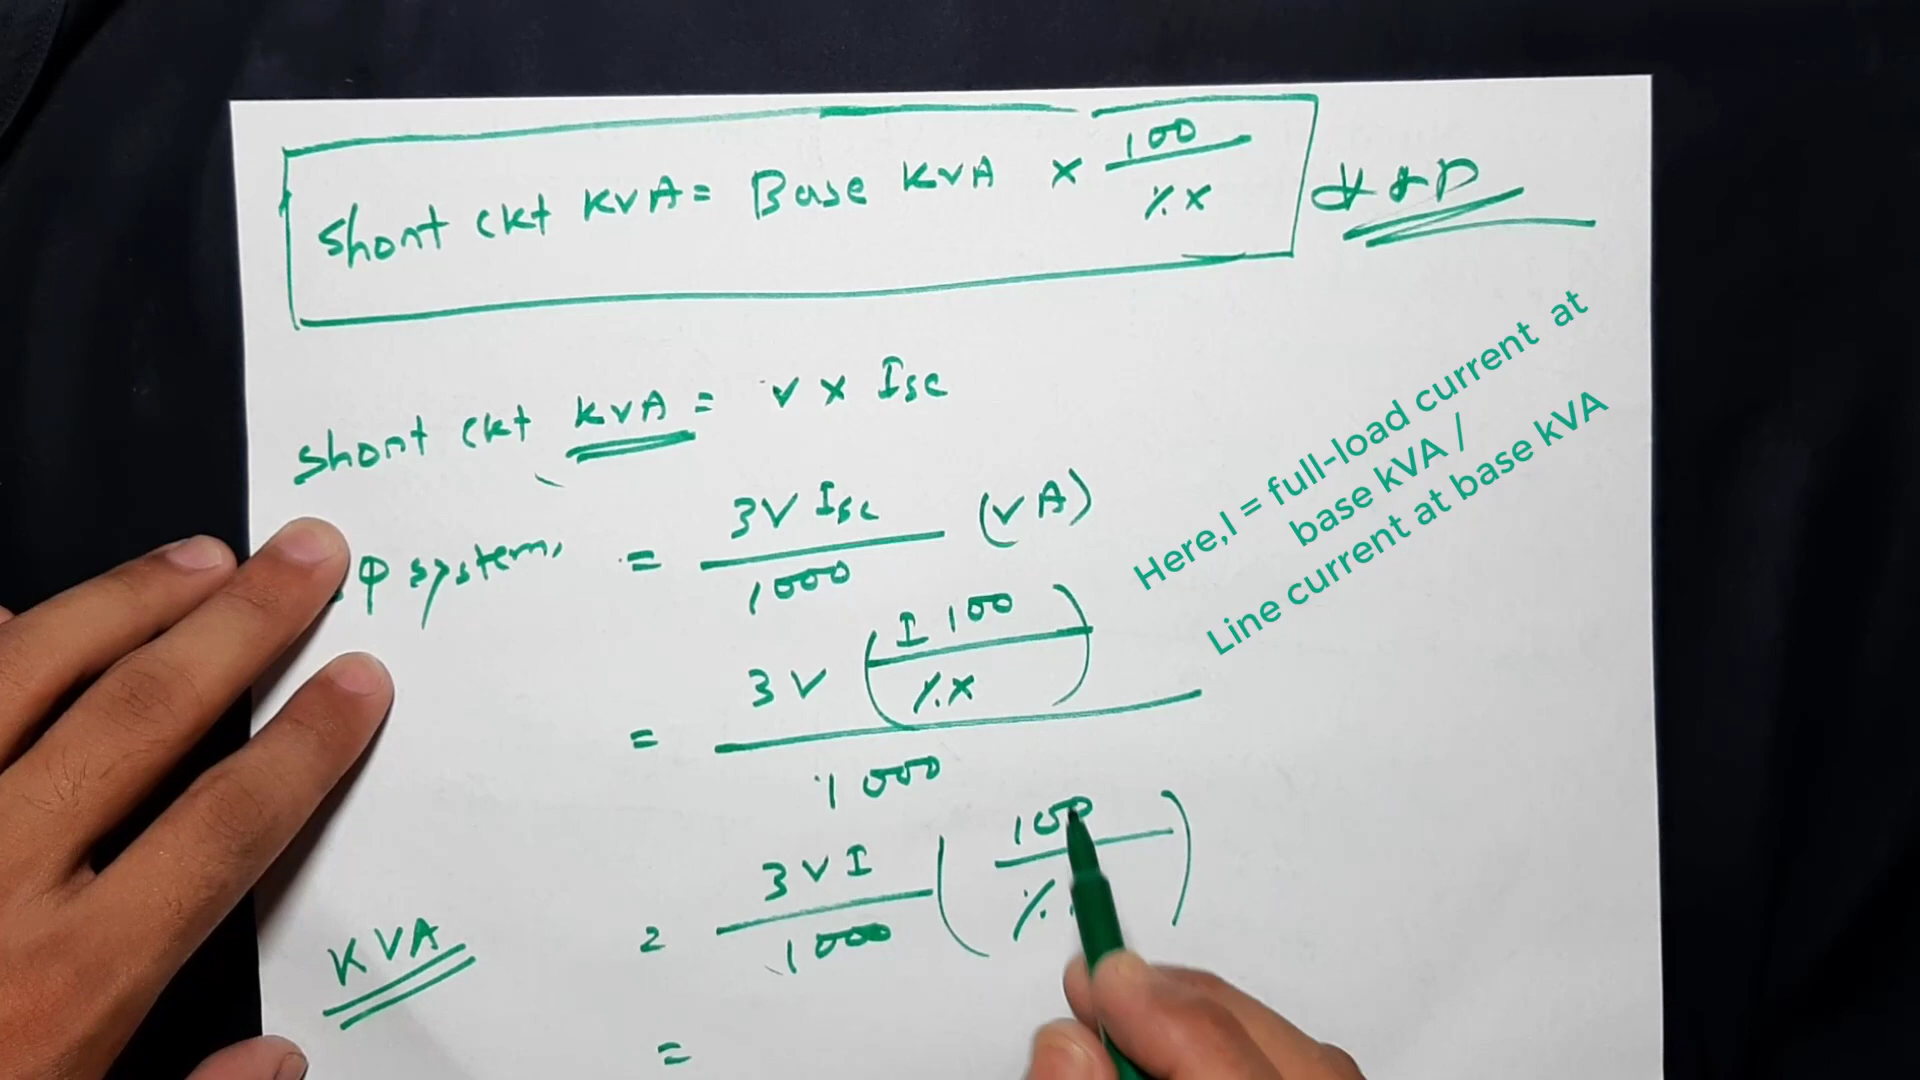 Short ckt KVA = Base KVA × 100 / %X
Short ckt KVA = V × Isc
φ system, = 3V Isc / 1000 (VA)
= 3V (I 100 / %X) / 1000
KVA = 3VI / 1000 (100 / %
=
Here,I = full-load current at
base kVA /
Line current at base kVA